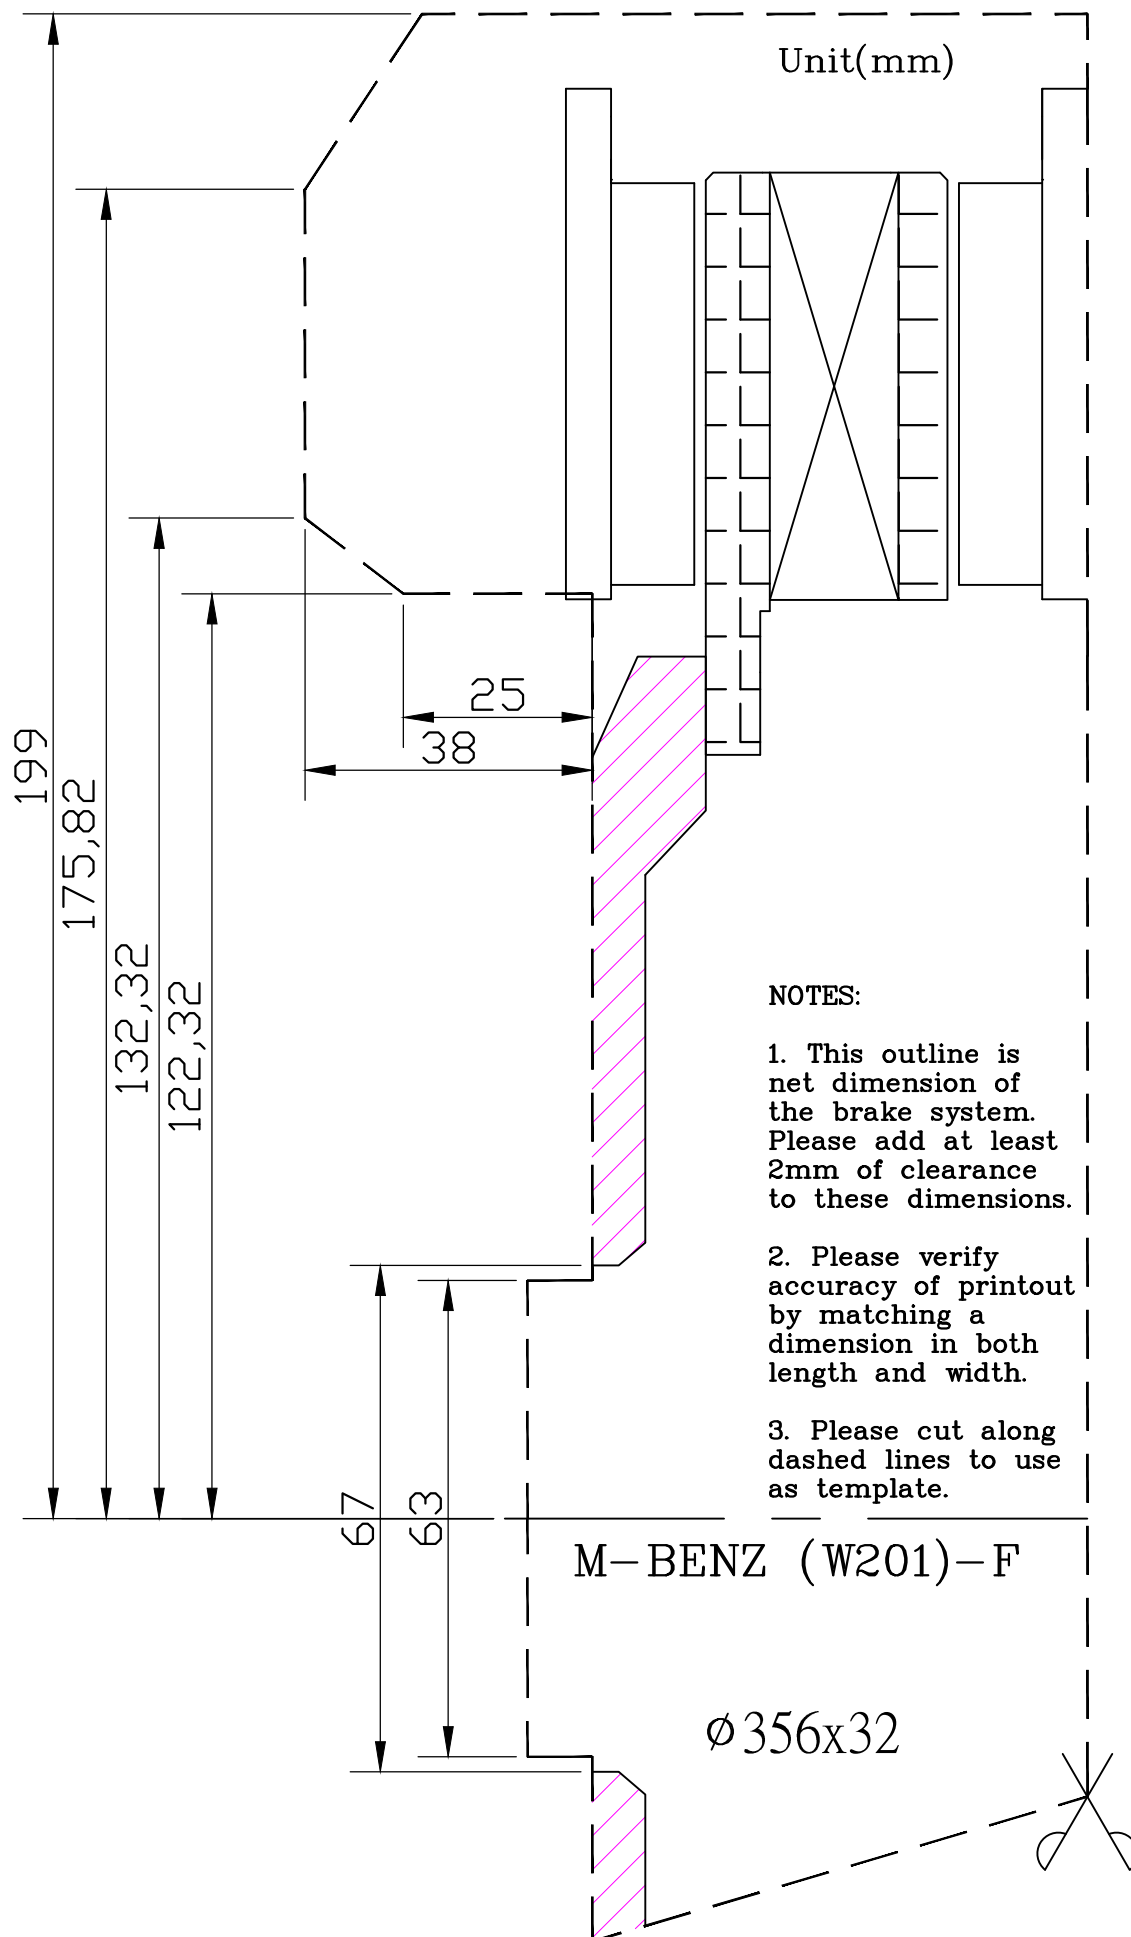 Unit(mm)
25
38
199
175,82
132,32
122,32
NOTES:
1. This outline is
net dimension of
the brake system.
Please add at least
2mm of clearance
to these dimensions.
2. Please verify
accuracy of printout
by matching a
dimension in both
length and width.
3. Please cut along
dashed lines to use
as template.
67
63
M-BENZ (W201)-F
Ø356x32